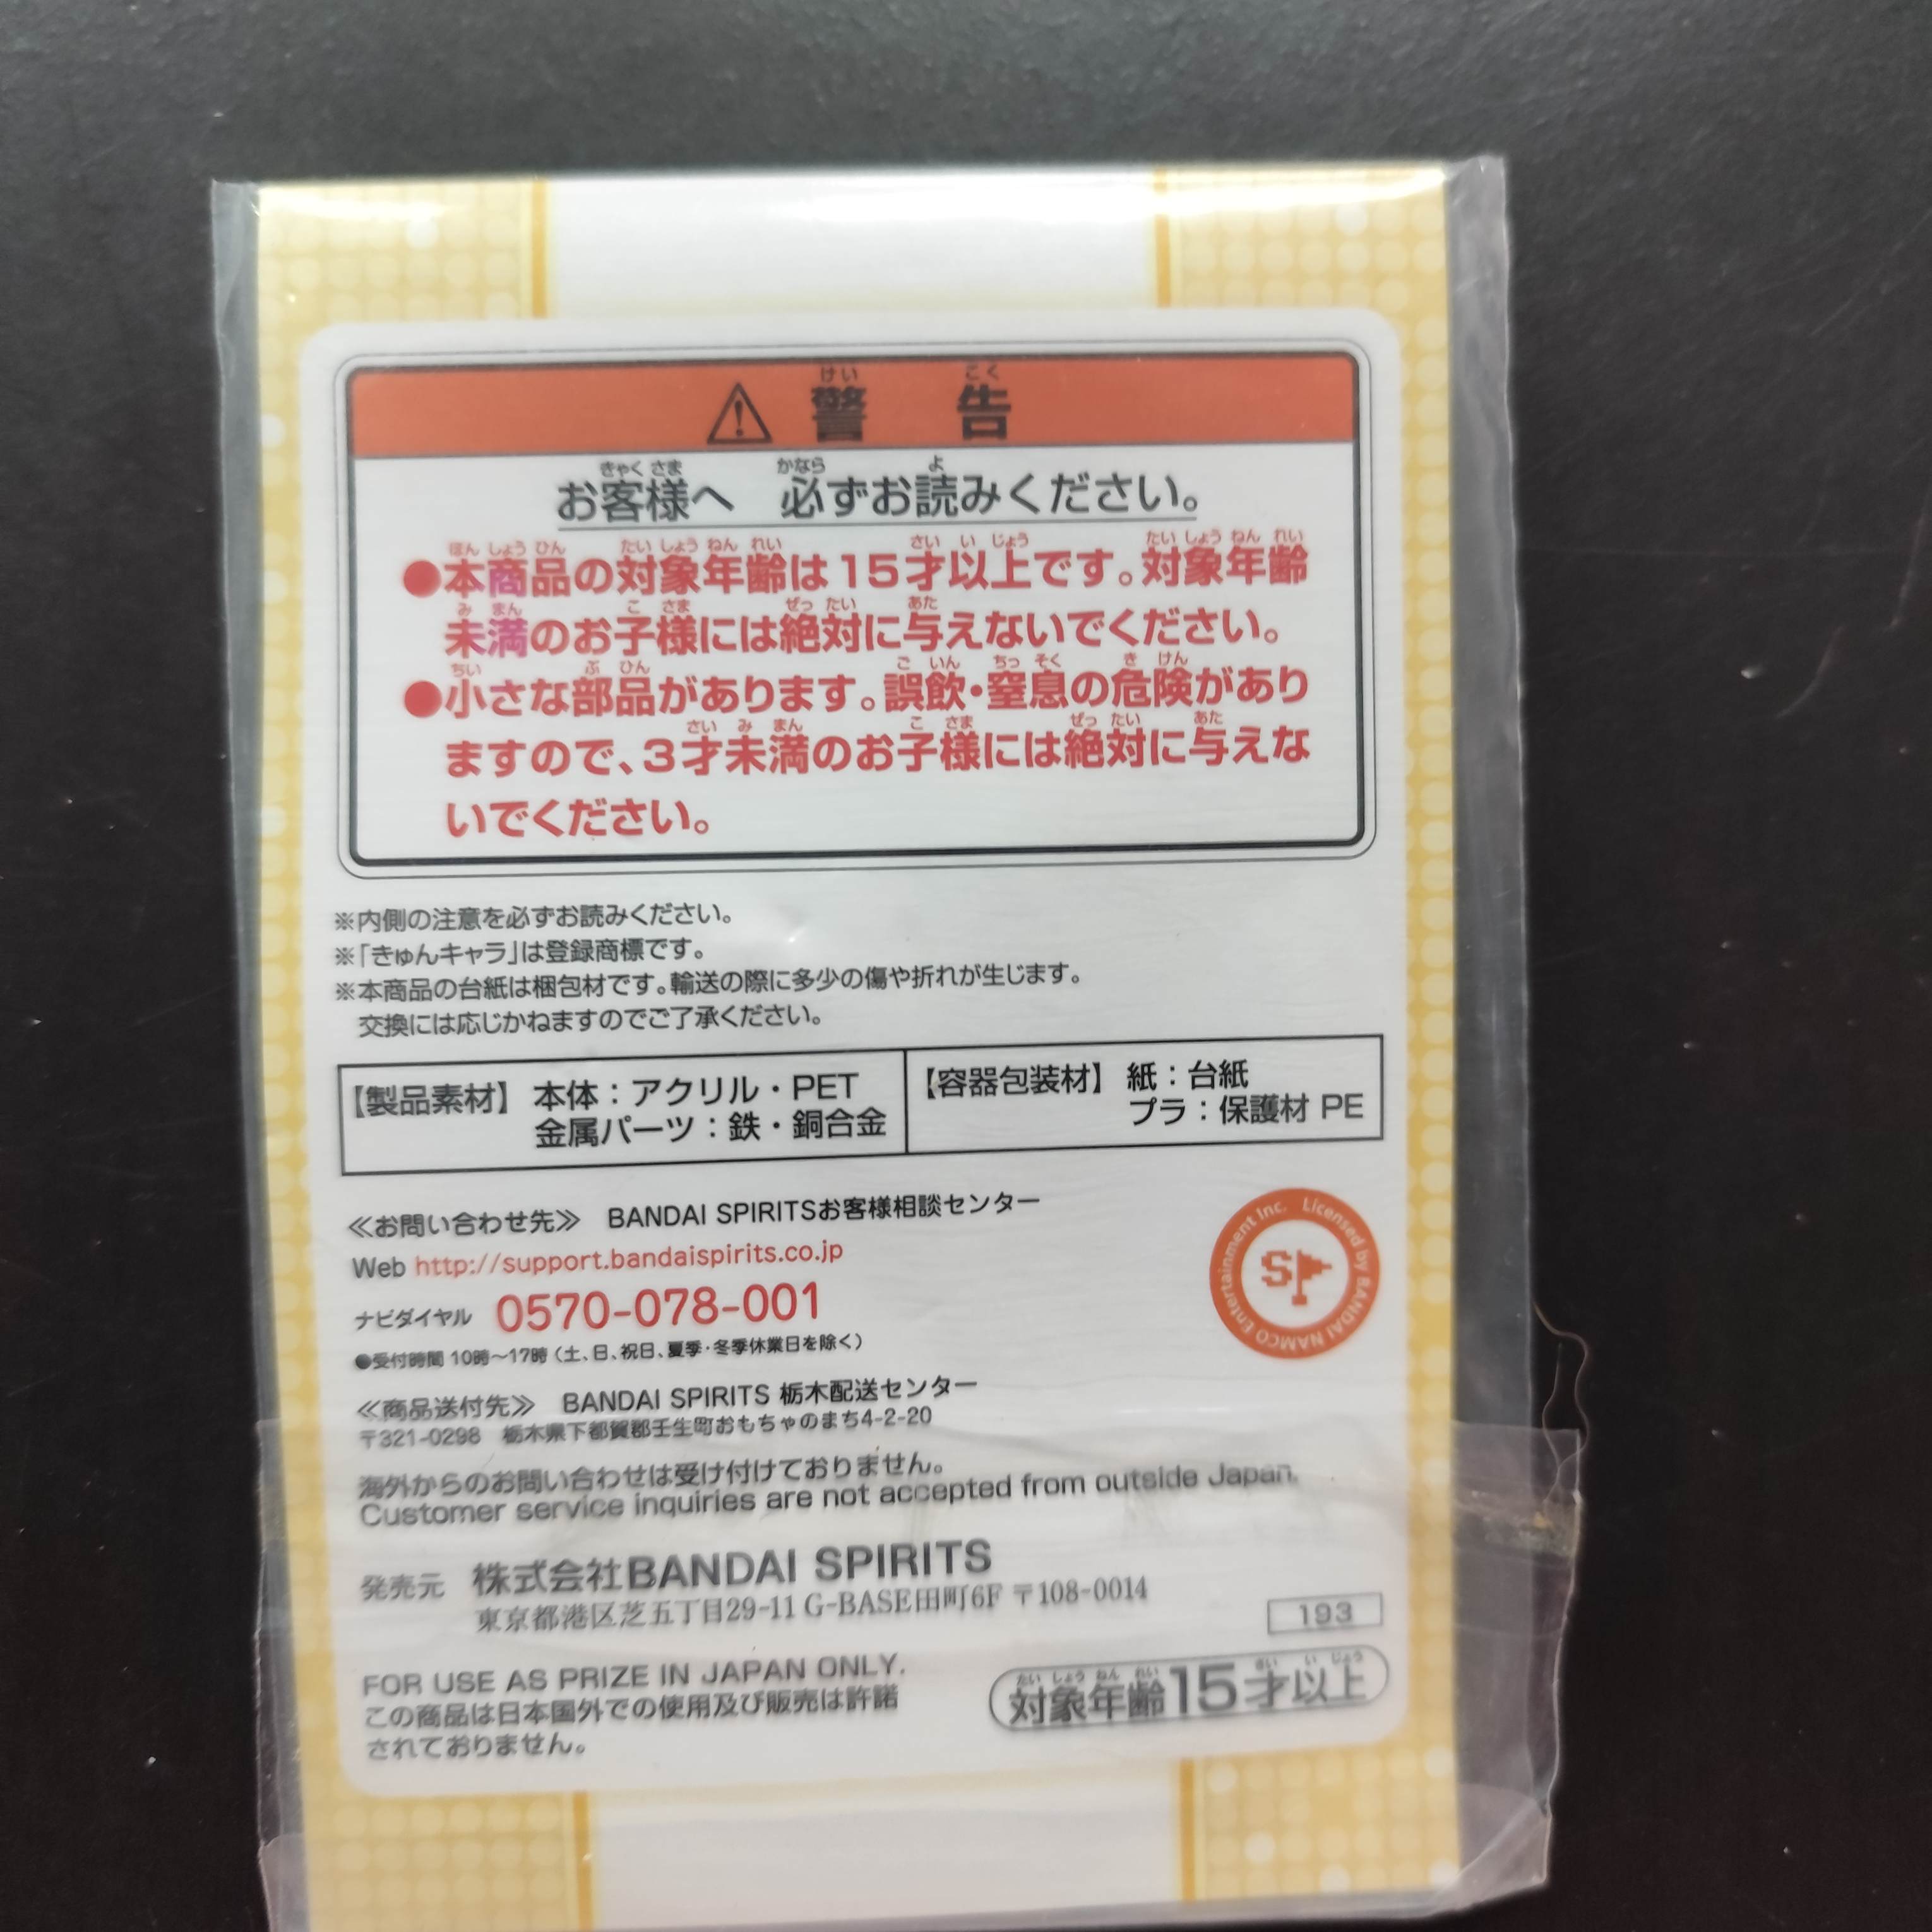 警告
お客様へ 必ずお読みください。
●本商品の対象年齢は15才以上です。対象年齢
未満のお子様には絶対に与えないでください。
●小さな部品があります。誤飲・窒息の危険があり
ますので、3才未満のお子様には絶対に与えな
いでください。
※内側の注意を必ずお読みください。
※「きゅんキャラ」は登録商標です。
※本商品の台紙は梱包材です。輸送の際に多少の傷や折れが生じます。
交換には応じかねますのでご了承ください。
【製品素材】 本体：アクリル・PET
金属パーツ：鉄・銅合金
【容器包装材】 紙：台紙
プラ：保護材 PE
≪お問い合わせ先≫ BANDAI SPIRITSお客様相談センター
Web http://support.bandaispirits.co.jp
ナビダイヤル 0570-078-001
●受付時間 10時～17時（土、日、祝日、夏季・冬季休業日を除く）
Licensed by BANDAI NAMCO Entertainment Inc.
S
≪商品送付先≫ BANDAI SPIRITS 栃木配送センター
〒321-0298 栃木県下都賀郡壬生町おもちゃのまち4-2-20
海外からのお問い合わせは受け付けておりません。
Customer service inquiries are not accepted from outside Japan.
発売元 株式会社BANDAI SPIRITS
東京都港区芝五丁目29-11 G-BASE田町6F 〒108-0014
193
FOR USE AS PRIZE IN JAPAN ONLY.
この商品は日本国外での使用及び販売は許諾
されておりません。
対象年齢15才以上